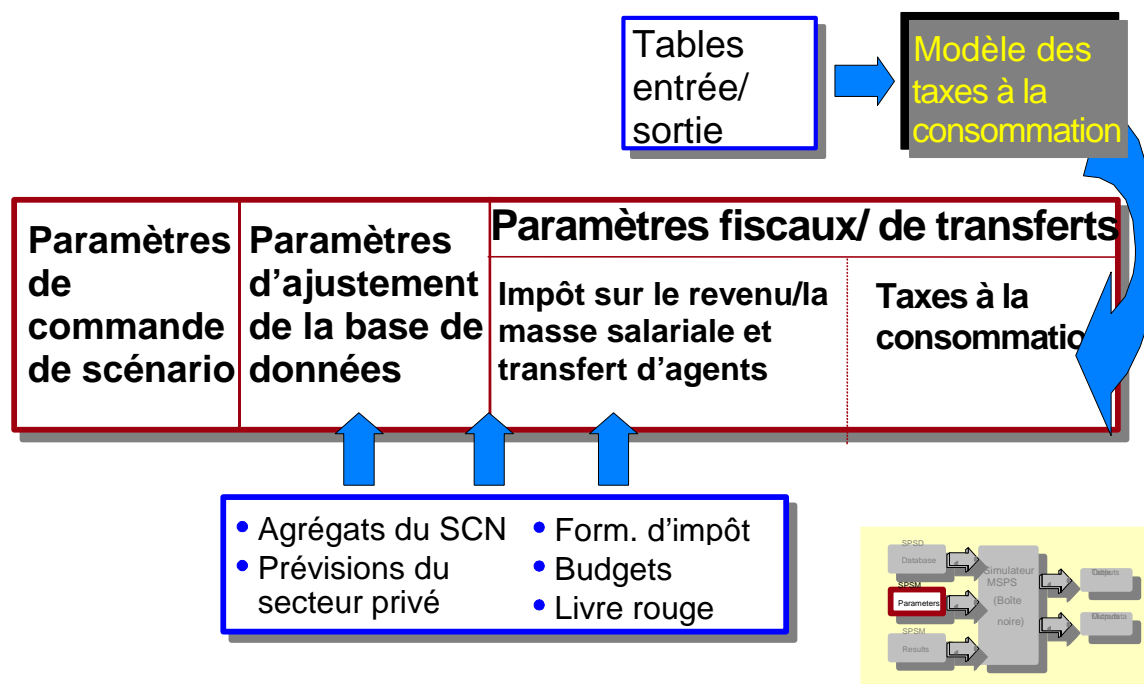 Tables
entrée/
sortie
Modèle des
taxes à la
consommation
Paramètres
de
commande
de scénario
Paramètres
d'ajustement
de la base de
données
Paramètres fiscaux/ de transferts
Impôt sur le revenu/la
masse salariale et
transfert d'agents
Taxes à la
consommatio
• Agrégats du SCN
• Prévisions du
secteur privé
• Form. d'impôt
• Budgets
• Livre rouge
SPSD
Database
SPSM
Parameters
SPSM
Results
Simulateur
MSPS
(Boîte
noire)